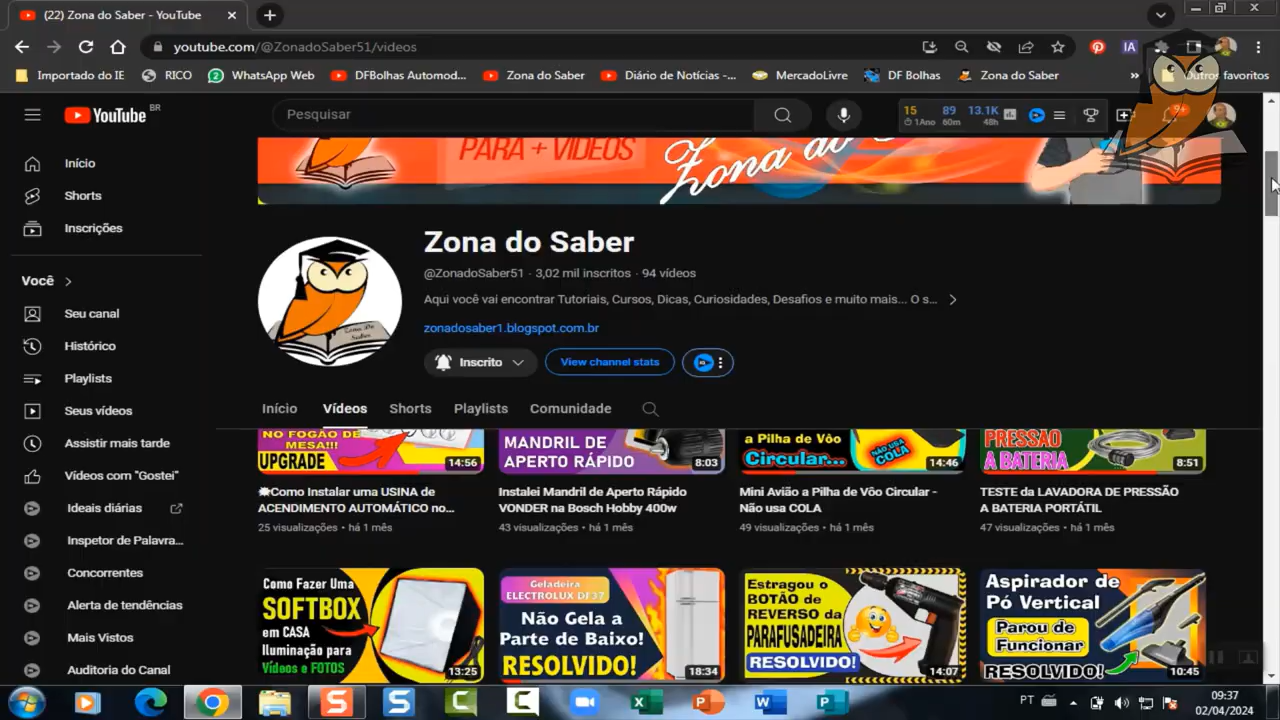 (22) Zona do Saber - YouTube
youtube.com/@ZonadoSaber51/videos
IA
Importado do IE
RICO
WhatsApp Web
DFBolhas Automod...
Zona do Saber
Diário de Notícias -...
MercadoLivre
DF Bolhas
Zona do Saber
»
Outros favoritos
YouTube BR
Pesquisar
15
1Ano
89
60m
13.1K
48h
9+
PARA + VIDEOS
Zona do
Início
Shorts
Inscrições
Você
Seu canal
Histórico
Playlists
Seus vídeos
Assistir mais tarde
Vídeos com "Gostei"
Ideais diárias
Inspetor de Palavra...
Concorrentes
Alerta de tendências
Mais Vistos
Auditoria do Canal
Zona do Saber
@ZonadoSaber51 · 3,02 mil inscritos · 94 vídeos
Aqui você vai encontrar Tutoriais, Cursos, Dicas, Curiosidades, Desafios e muito mais... O s...
zonadosaber1.blogspot.com.br
Inscrito
View channel stats
Início
Vídeos
Shorts
Playlists
Comunidade
NO FOGÃO DE
MESA!!!
UPGRADE
14:56
MANDRIL DE
APERTO RÁPIDO
8:03
a Pilha de Vôo
Circular...
NÃO USA
COLA
14:46
PRESSÃO
A BATERIA
8:51
Como Instalar uma USINA de
ACENDIMENTO AUTOMÁTICO no...
25 visualizações · há 1 mês
Instalei Mandril de Aperto Rápido
VONDER na Bosch Hobby 400w
43 visualizações · há 1 mês
Mini Avião a Pilha de Vôo Circular -
Não usa COLA
49 visualizações · há 1 mês
TESTE da LAVADORA DE PRESSÃO
A BATERIA PORTÁTIL
47 visualizações · há 1 mês
Como Fazer Uma
SOFTBOX
em CASA
Iluminação para
Vídeos e FOTOS
13:25
Geladeira
ELECTROLUX DF37
Não Gela a
Parte de Baixo!
RESOLVIDO!
18:34
Estragou o
BOTÃO de
REVERSO da
PARAFUSADEIRA
RESOLVIDO!
14:07
Aspirador de
Pó Vertical
Parou de
Funcionar
RESOLVIDO!
10:45
PT
09:37
02/04/2024